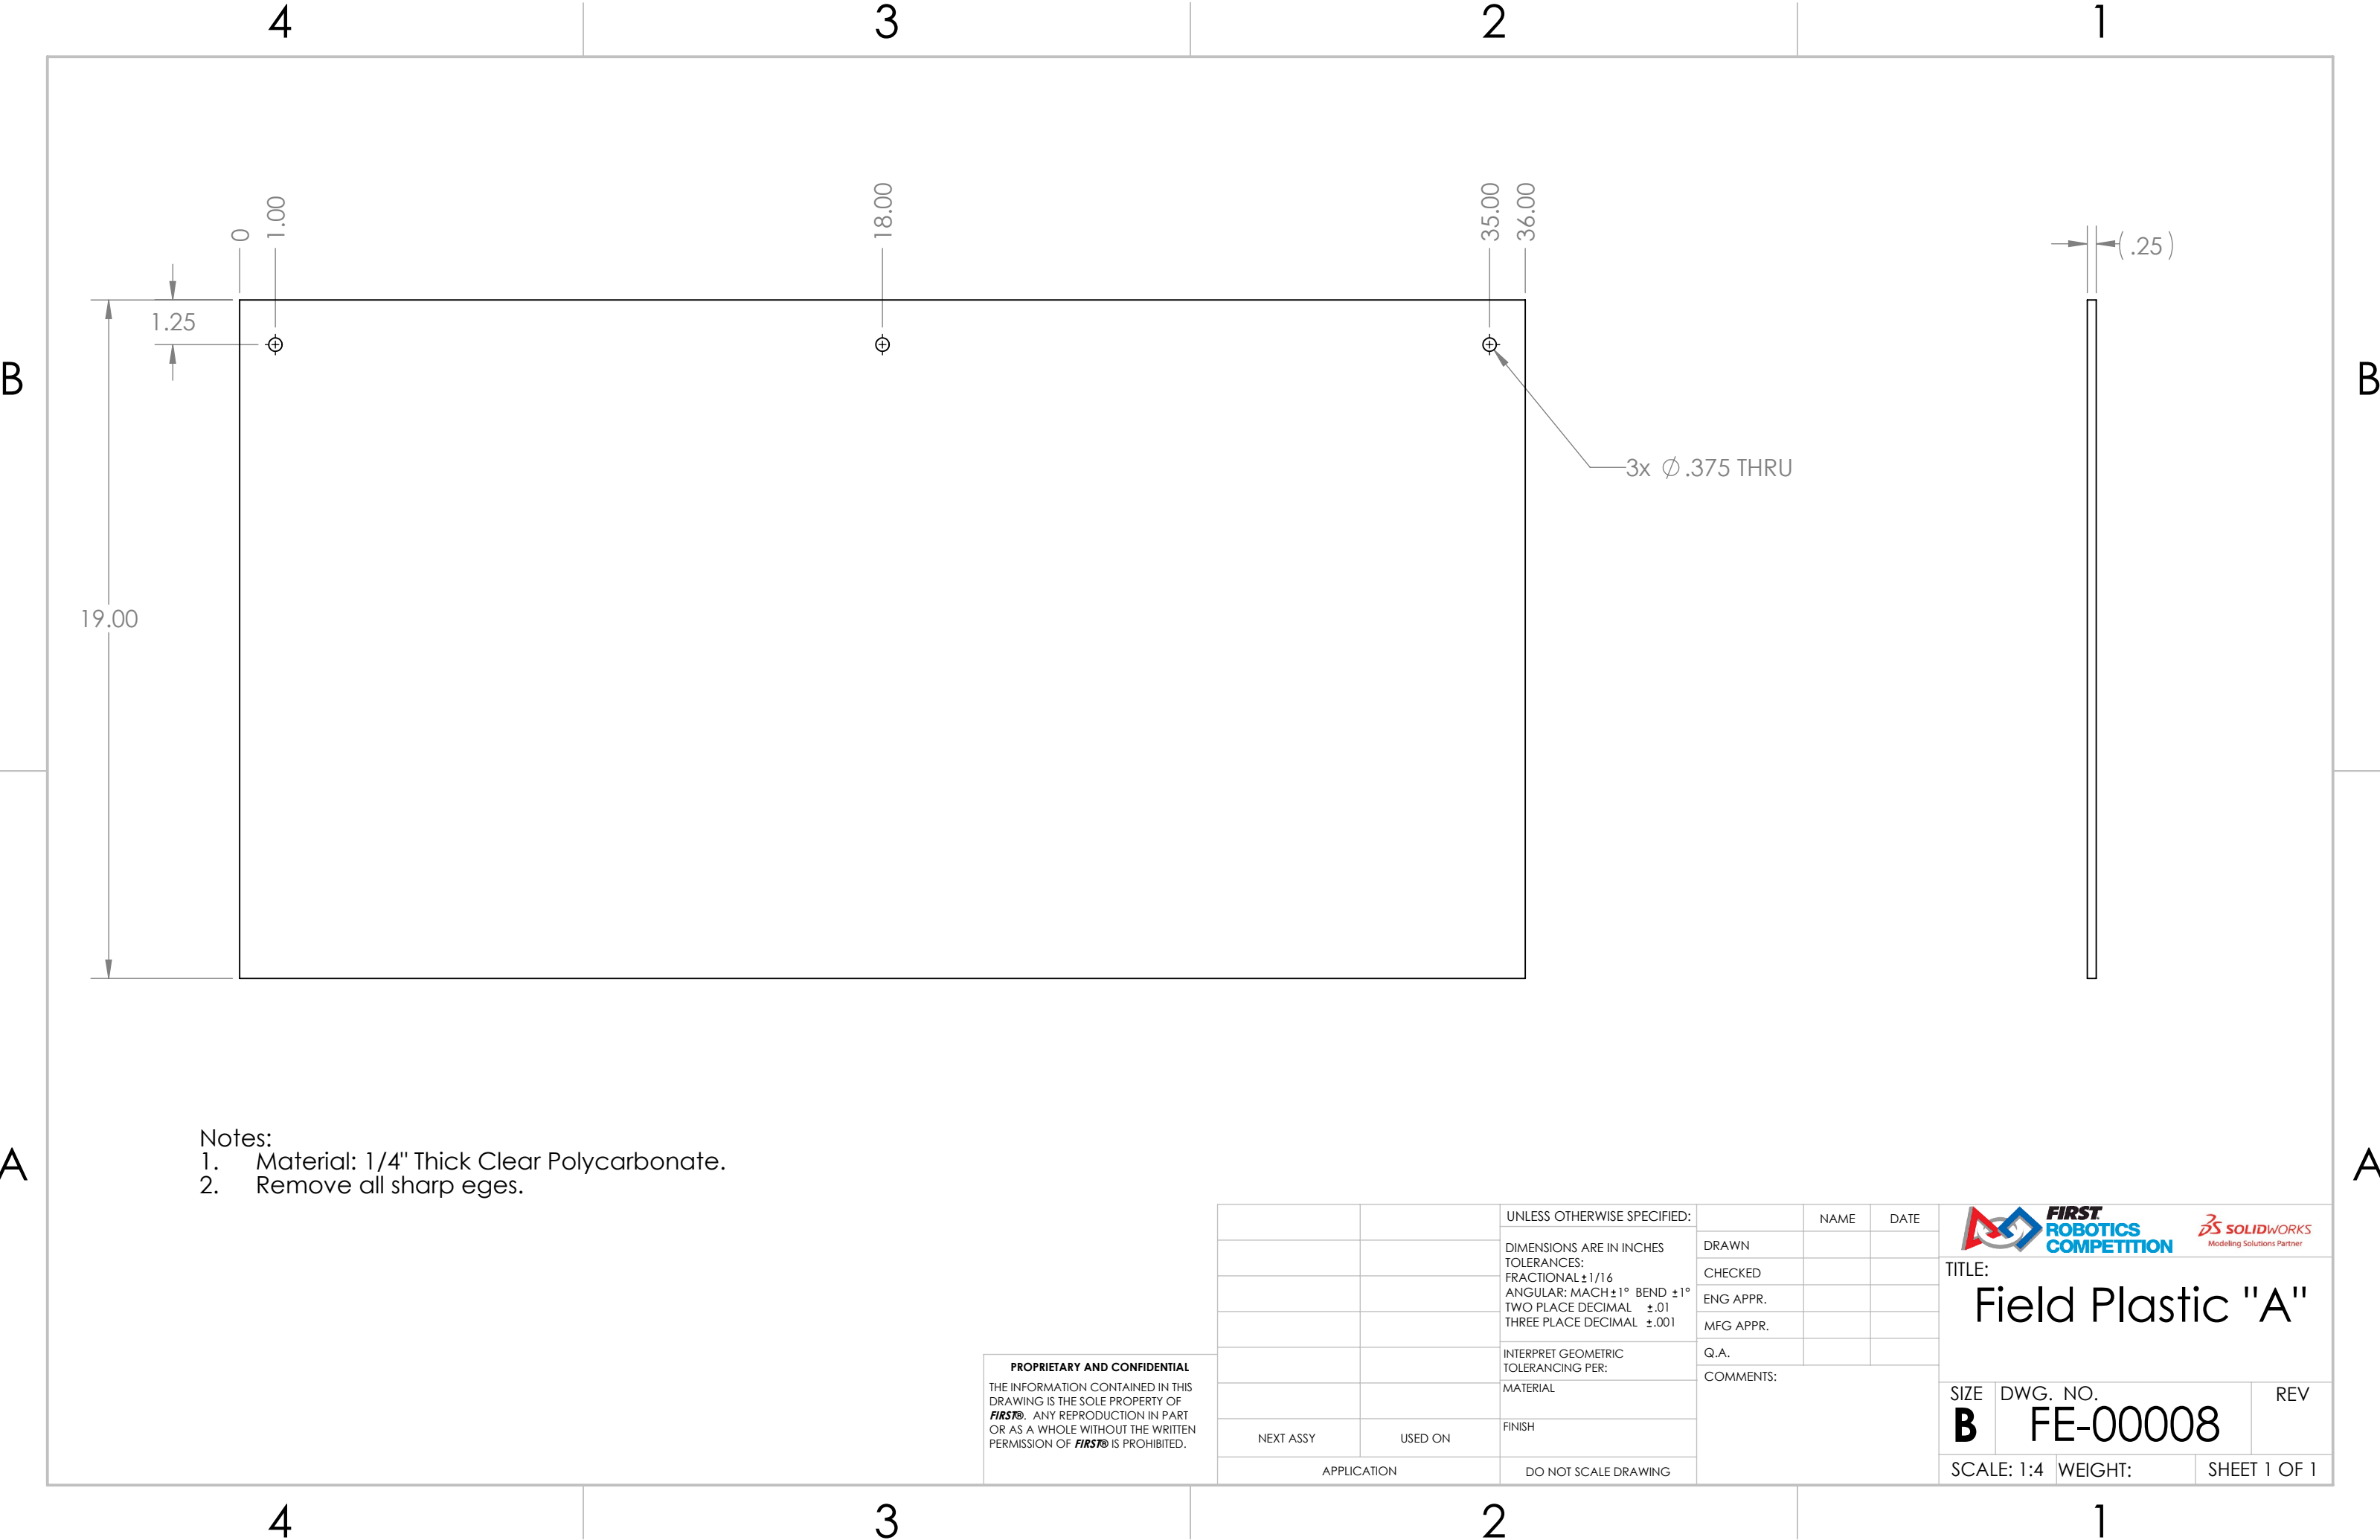 4 3 2 1
0
1.00
18.00
35.00
36.00
( .25 )
1.25
B B
3x ∅ .375 THRU
19.00
Notes:
1. Material: 1/4" Thick Clear Polycarbonate.
2. Remove all sharp eges.
A A
PROPRIETARY AND CONFIDENTIAL
THE INFORMATION CONTAINED IN THIS
DRAWING IS THE SOLE PROPERTY OF
FIRST®. ANY REPRODUCTION IN PART
OR AS A WHOLE WITHOUT THE WRITTEN
PERMISSION OF FIRST® IS PROHIBITED.
NEXT ASSY
USED ON
APPLICATION
UNLESS OTHERWISE SPECIFIED:
DIMENSIONS ARE IN INCHES
TOLERANCES:
FRACTIONAL ±1/16
ANGULAR: MACH ±1° BEND ±1°
TWO PLACE DECIMAL ±.01
THREE PLACE DECIMAL ±.001
INTERPRET GEOMETRIC
TOLERANCING PER:
MATERIAL
FINISH
DO NOT SCALE DRAWING
NAME DATE
DRAWN
CHECKED
ENG APPR.
MFG APPR.
Q.A.
COMMENTS:
FIRST®
ROBOTICS
COMPETITION
SOLIDWORKS
Modeling Solutions Partner
TITLE:
Field Plastic "A"
SIZE DWG. NO. REV
B FE-00008
SCALE: 1:4 WEIGHT: SHEET 1 OF 1
4 3 2 1